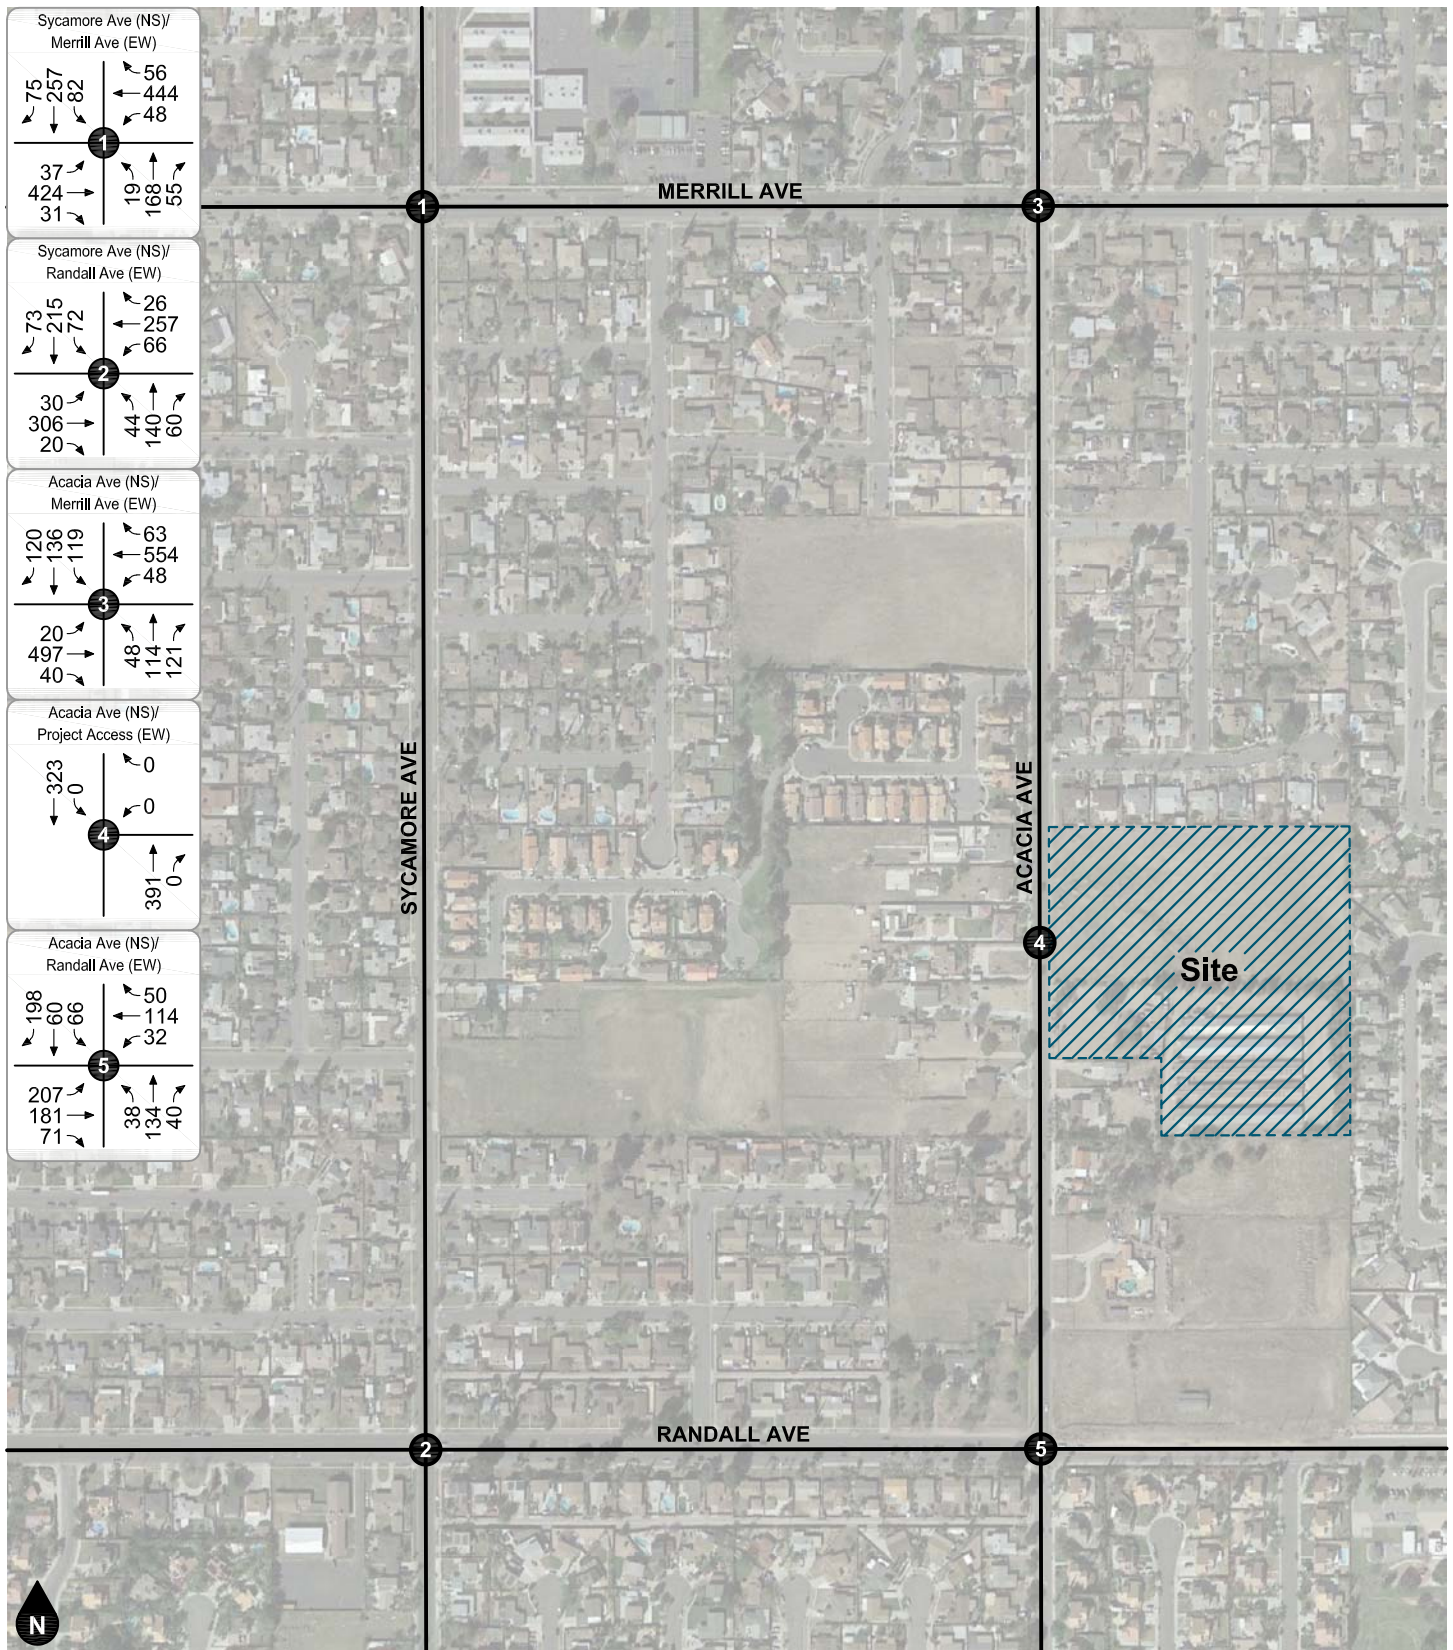 Sycamore Ave (NS)/
Merrill Ave (EW)
75 257 82
56
444
48
1
37
424
31
19 168 55
Sycamore Ave (NS)/
Randall Ave (EW)
73 215 72
26
257
66
2
30
306
20
44 140 60
Acacia Ave (NS)/
Merrill Ave (EW)
120 136 119
63
554
48
3
20
497
40
48 114 121
Acacia Ave (NS)/
Project Access (EW)
323 0
0
0
4
391 0
Acacia Ave (NS)/
Randall Ave (EW)
198 60 66
50
114
32
5
207
181
71
38 134 40
MERRILL AVE
1
3
SYCAMORE AVE
ACACIA AVE
4
Site
RANDALL AVE
2
5
N